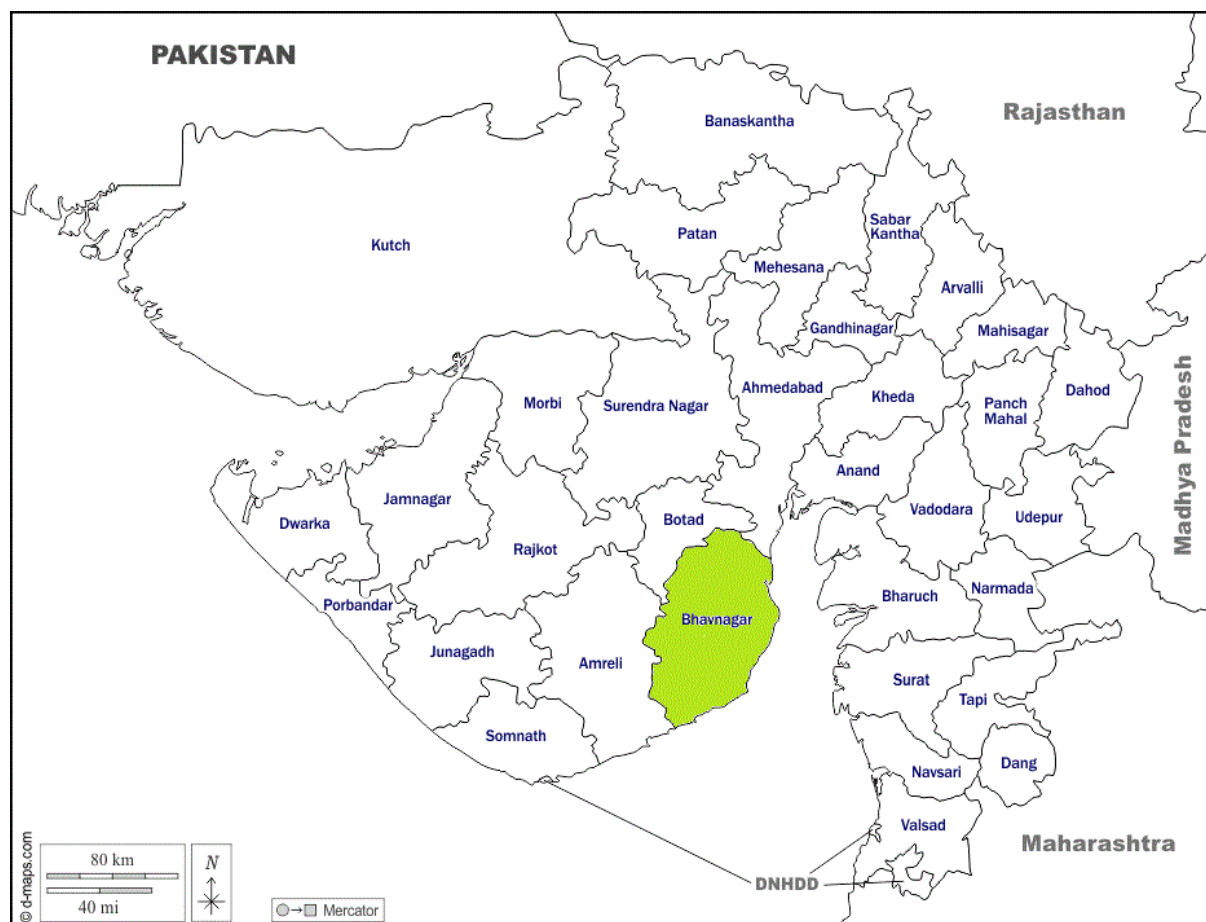 PAKISTAN
Rajasthan
Banaskantha
Sabar
Kantha
Patan
Kutch
Mehesana
Arvalli
Gandhinagar
Mahisagar
Ahmedabad
Dahod
Kheda
Panch
Mahal
Morbi
Surendra Nagar
Madhya Pradesh
Anand
Jamnagar
Vadodara
Udepur
Dwarka
Botad
Rajkot
Narmada
Bharuch
Porbandar
Bhavnagar
Junagadh
Amreli
Surat
Tapi
Somnath
Dang
Navsari
Valsad
Maharashtra
DNHDD
80 km
40 mi
N
Mercator
© d-maps.com